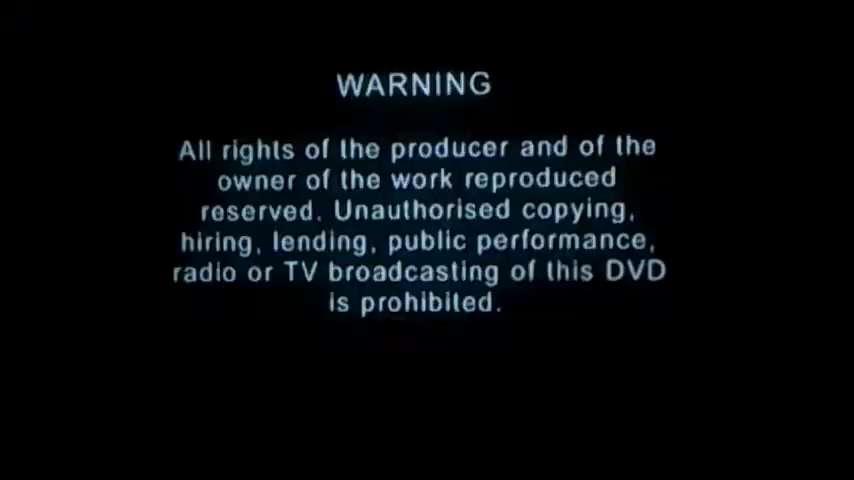 WARNING
All rights of the producer and of the
owner of the work reproduced
reserved. Unauthorised copying,
hiring, lending, public performance,
radio or TV broadcasting of this DVD
is prohibited.